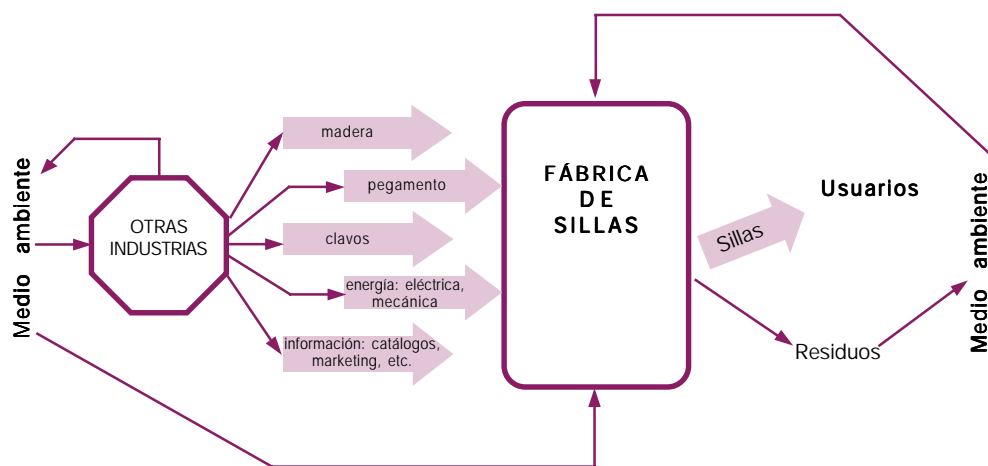 Medio ambiente
OTRAS
INDUSTRIAS
madera
pegamento
clavos
energía: eléctrica,
mecánica
información: catálogos,
marketing, etc.
FÁBRICA
DE
SILLAS
Sillas
Usuarios
Residuos
Medio ambiente